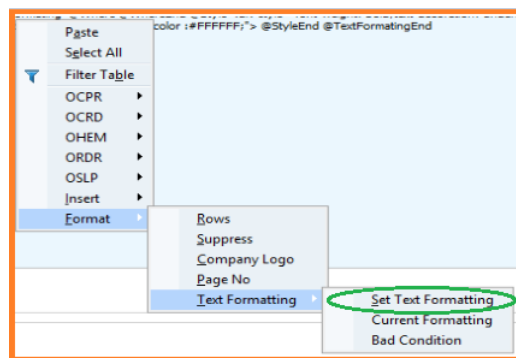 color :#FFFFFF;"> @StyleEnd @TextFormatingEnd
Paste
Select All
Filter Table
OCPR
OCRD
OHEM
ORDR
OSLP
Insert
Format
Rows
Suppress
Company Logo
Page No
Text Formatting
Set Text Formatting
Current Formatting
Bad Condition